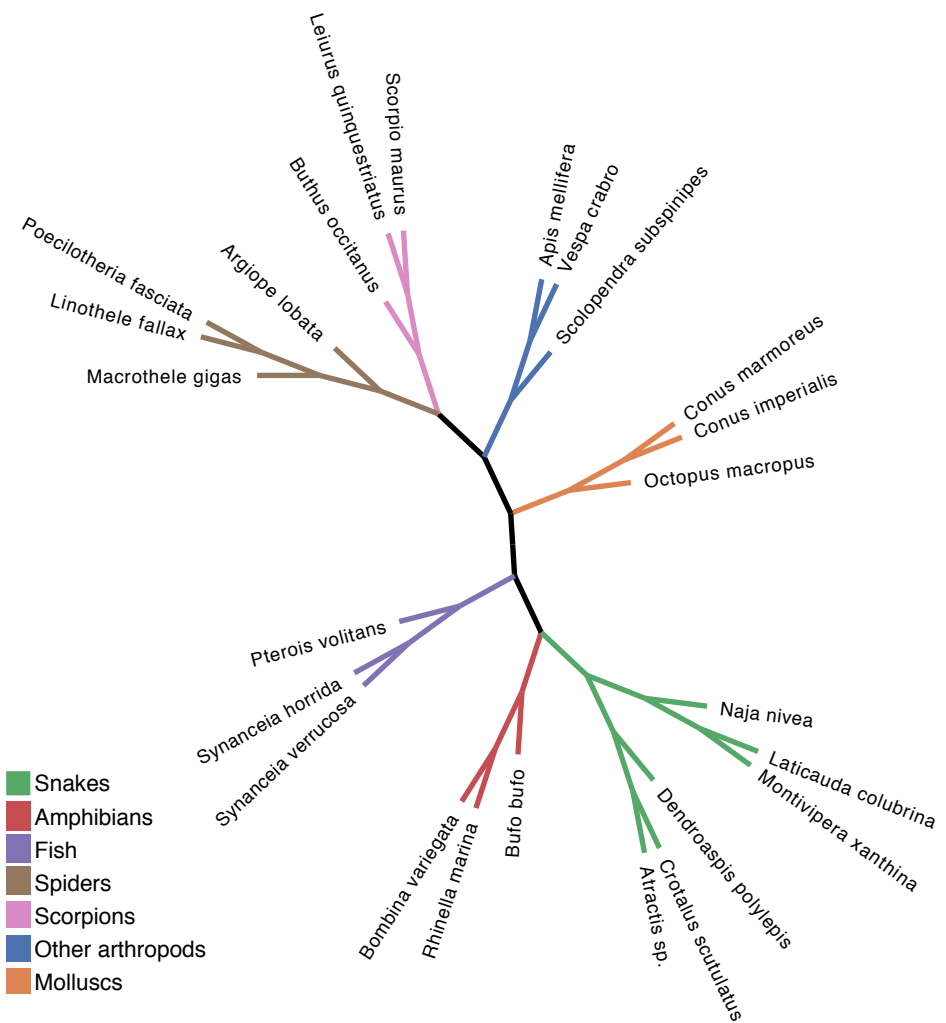 Leiurus quinquestriatus
Scorpio maurus
Buthus occitanus
Apis mellifera
Vespa crabro
Scolopendra subspinipes
Poecilotheria fasciata
Argiope lobata
Linothele fallax
Macrothele gigas
Conus marmoreus
Conus imperialis
Octopus macropus
Pterois volitans
Synanceia horrida
Synanceia verrucosa
Naja nivea
Laticauda colubrina
Montivipera xanthina
Dendroaspis polylepis
Crotalus scutulatus
Atractis sp.
Bufo bufo
Rhinella marina
Bombina variegata
Snakes
Amphibians
Fish
Spiders
Scorpions
Other arthropods
Molluscs